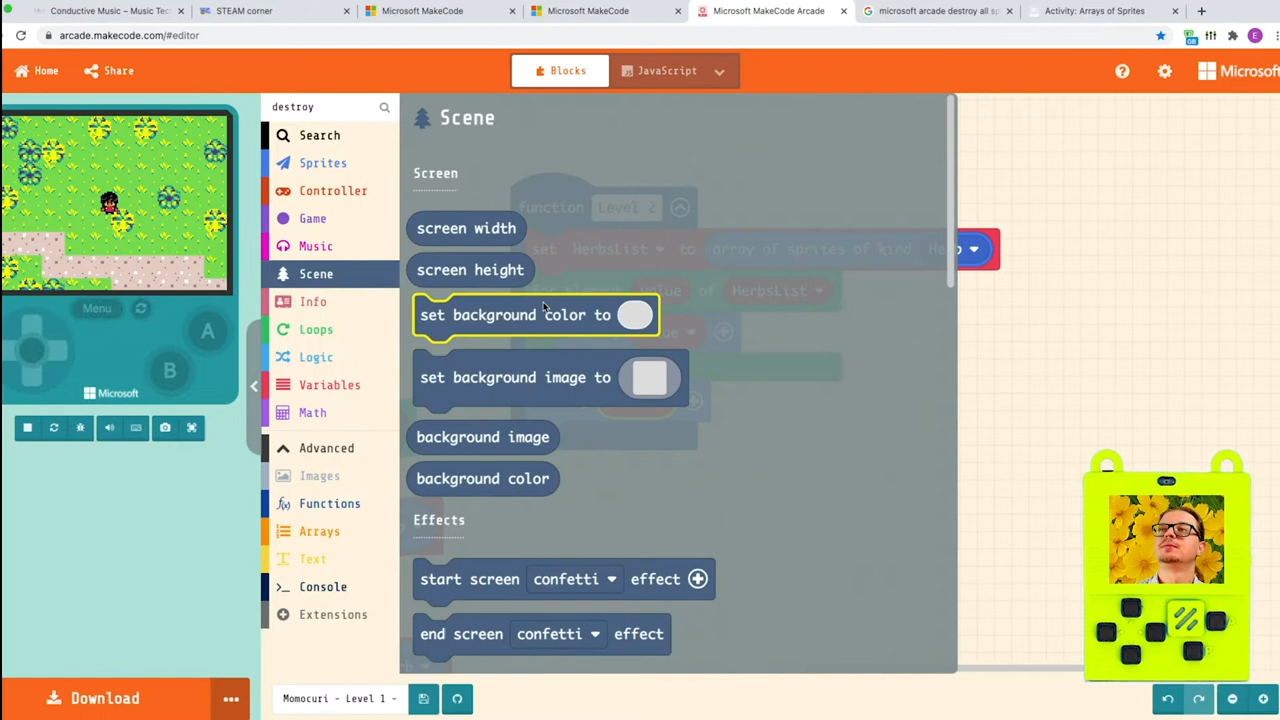 Conductive Music – Music Tec
STEAM corner
Microsoft MakeCode
Microsoft MakeCode
Microsoft MakeCode Arcade
microsoft arcade destroy all s
Activity: Arrays of Sprites
arcade.makecode.com/#editor
E
Home
Share
Blocks
JavaScript
Microsoft
destroy
Search
Sprites
Controller
Game
Music
Scene
Info
Loops
Logic
Variables
Math
Advanced
Images
Functions
Arrays
Text
Console
Extensions
Menu
A
B
Microsoft
Scene
Screen
screen width
screen height
set background color to
set background image to
background image
background color
Effects
start screen confetti effect
end screen confetti effect
function Level 2
set HerbsList to array of sprites of kind Herb
value of HerbsList
Download
Momocuri - Level 1 -